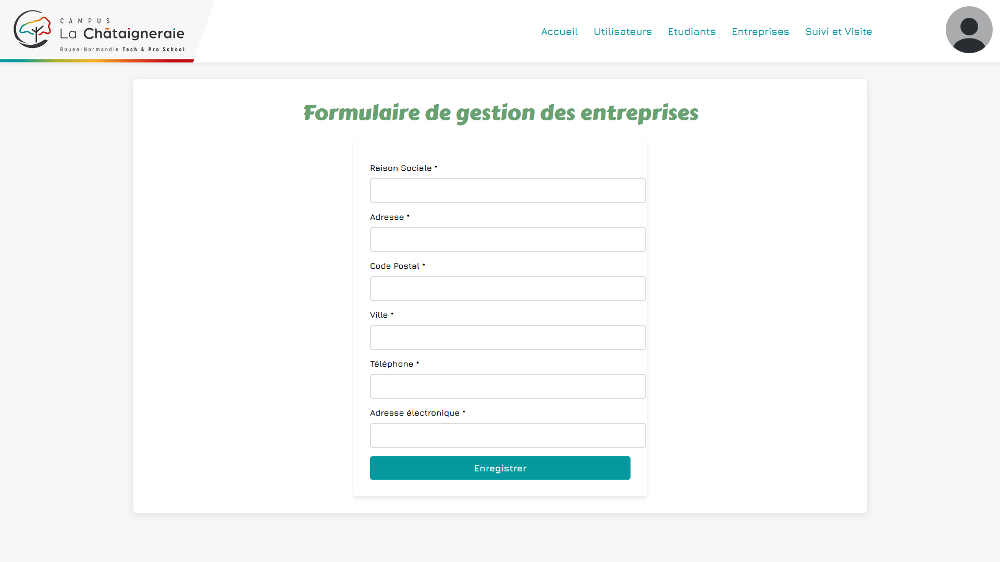 CAMPUS
La Châtaigneraie
Rouen-Normandie Tech & Pro School
Accueil Utilisateurs Etudiants Entreprises Suivi et Visite
Formulaire de gestion des entreprises
Raison Sociale *
Adresse *
Code Postal *
Ville *
Téléphone *
Adresse électronique *
Enregistrer